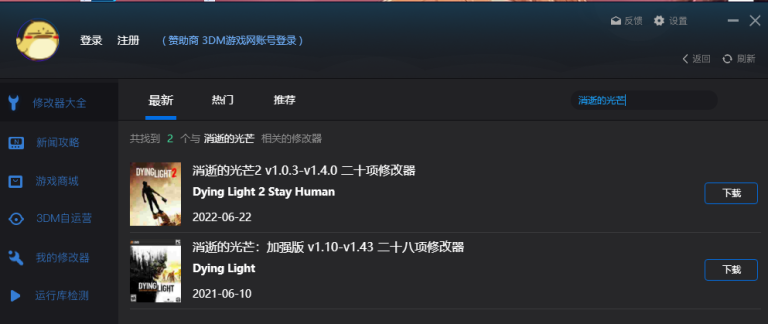 反馈 设置
登录 注册 (赞助商 3DM游戏网账号登录)
返回 刷新
修改器大全
新闻攻略
游戏商城
3DM自运营
我的修改器
运行库检测
最新 热门 推荐 消逝的光芒
共找到 2 个与 消逝的光芒 相关的修改器
DYING LIGHT 2
消逝的光芒2 v1.0.3-v1.4.0 二十项修改器
Dying Light 2 Stay Human
2022-06-22
下载
DYING LIGHT
消逝的光芒：加强版 v1.10-v1.43 二十八项修改器
Dying Light
2021-06-10
下载